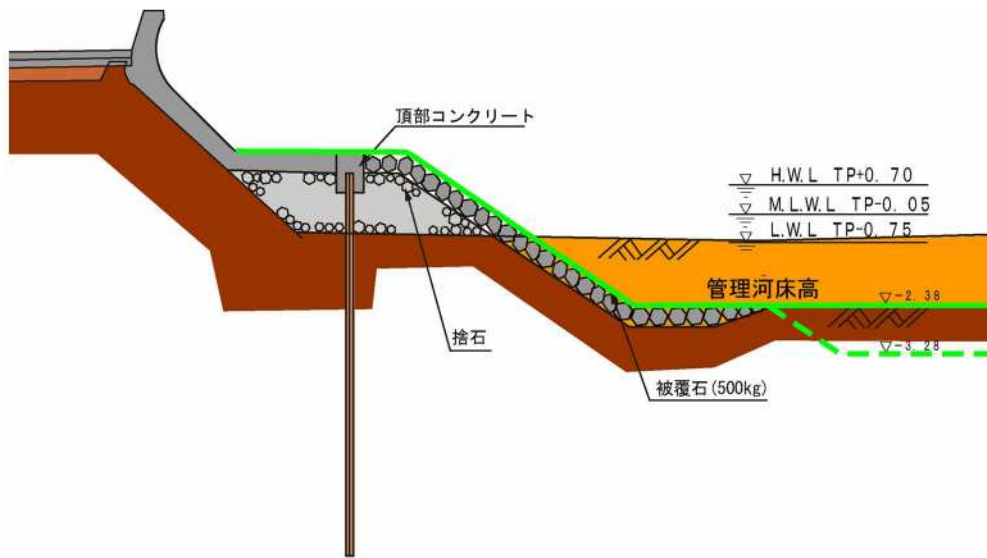 頂部コンクリート
▽ H.W.L TP+0.70
▽ M.L.W.L TP-0.05
▽ L.W.L TP-0.75
管理河床高
▽-2.38
▽-3.28
捨石
被覆石(500kg)